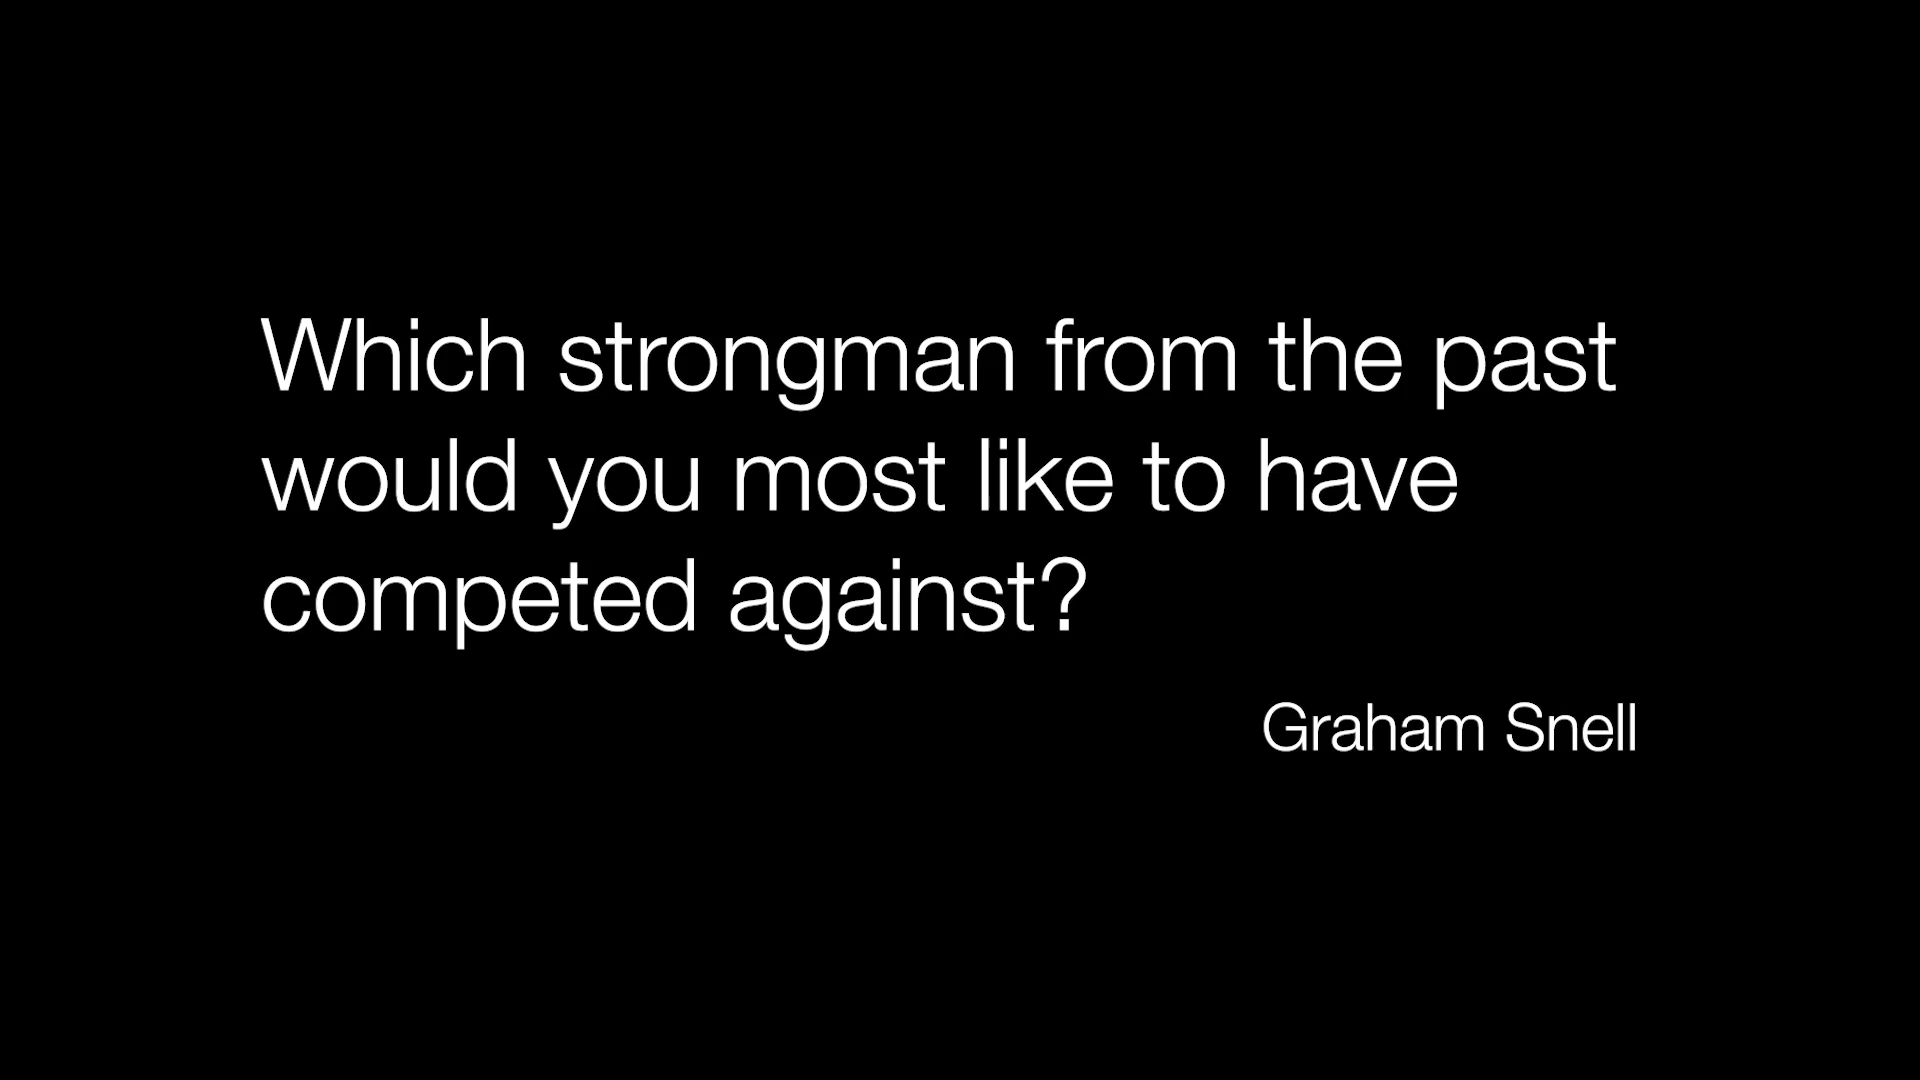 Which strongman from the past
would you most like to have
competed against?
Graham Snell